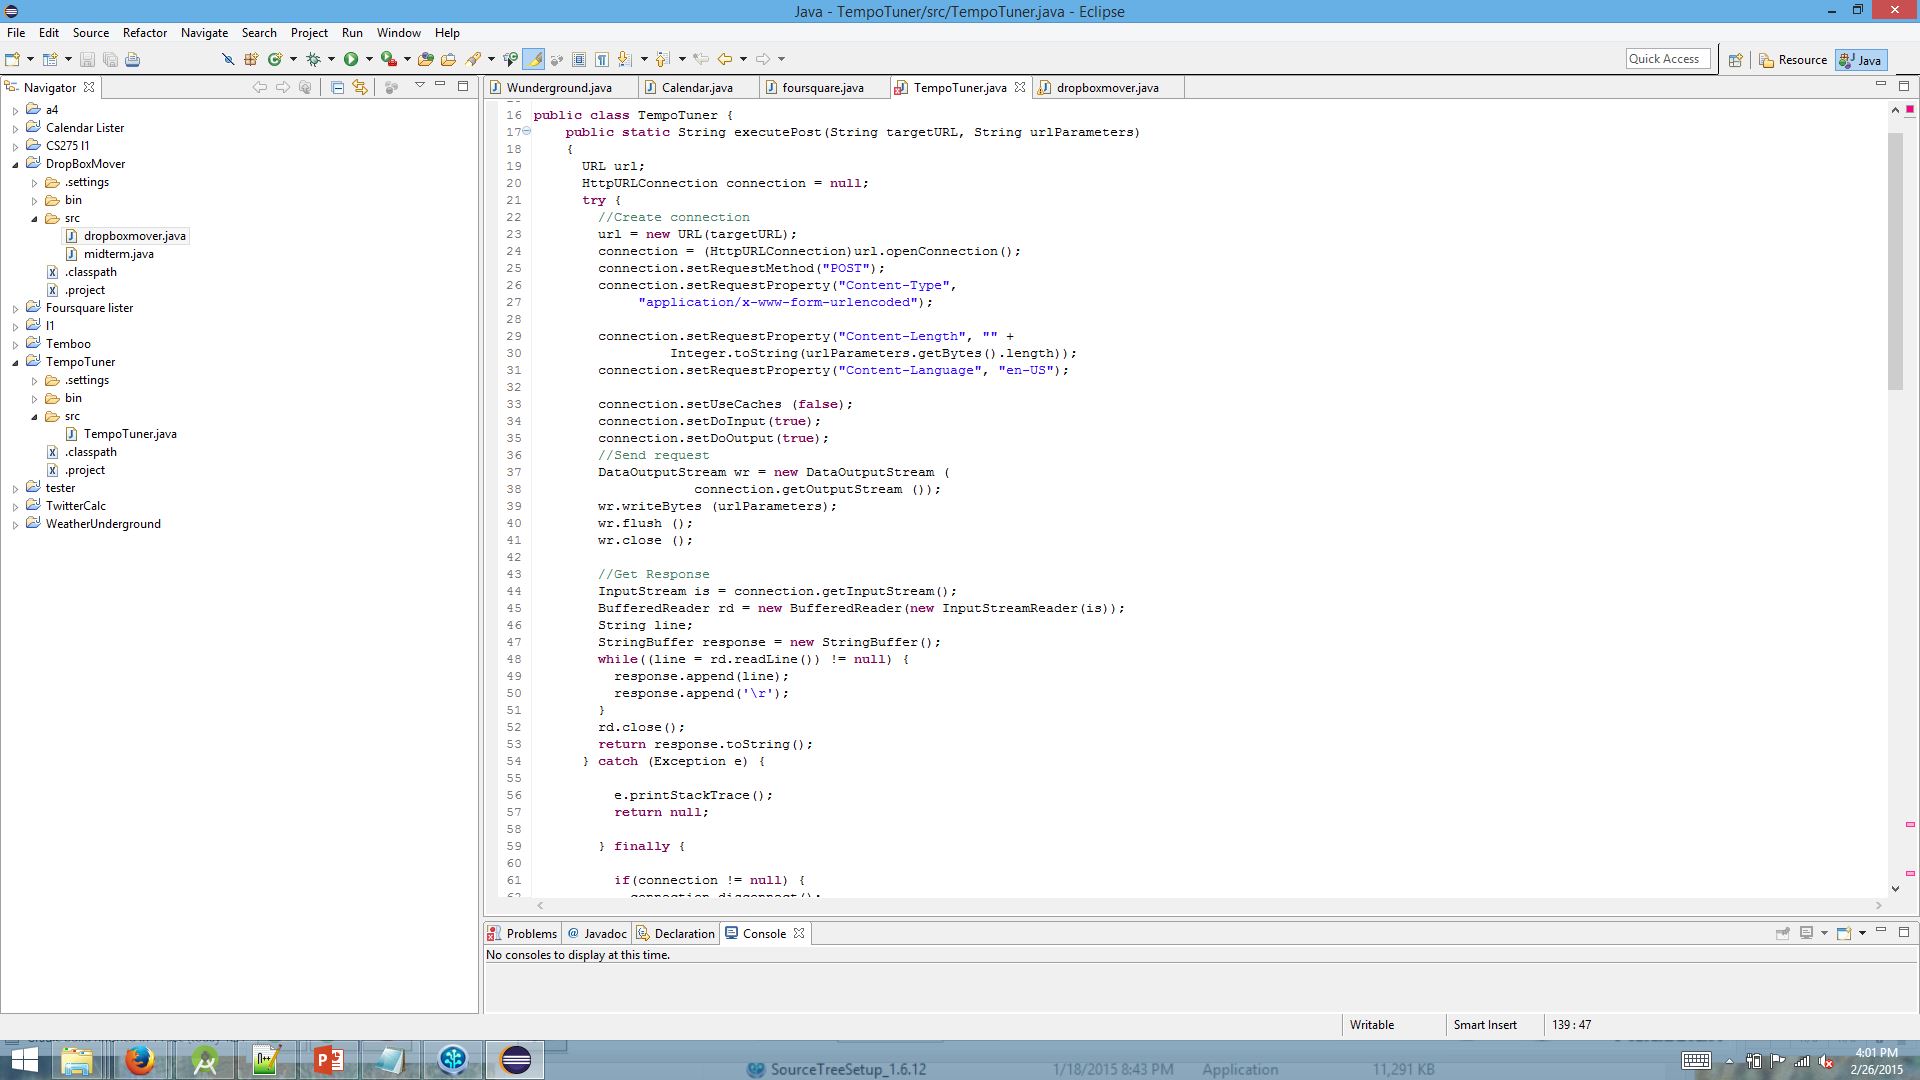 Java - TempoTuner/src/TempoTuner.java - Eclipse
File Edit Source Refactor Navigate Search Project Run Window Help
Quick Access
Resource
Java
Navigator
a4
Calendar Lister
CS275 l1
DropBoxMover
.settings
bin
src
dropboxmover.java
midterm.java
.classpath
.project
Foursquare lister
l1
Temboo
TempoTuner
.settings
bin
src
TempoTuner.java
.classpath
.project
tester
TwitterCalc
WeatherUnderground
Wunderground.java Calendar.java foursquare.java TempoTuner.java dropboxmover.java
16 public class TempoTuner {
17 public static String executePost(String targetURL, String urlParameters)
18 {
19 URL url;
20 HttpURLConnection connection = null;
21 try {
22 //Create connection
23 url = new URL(targetURL);
24 connection = (HttpURLConnection)url.openConnection();
25 connection.setRequestMethod("POST");
26 connection.setRequestProperty("Content-Type",
27 "application/x-www-form-urlencoded");
28
29 connection.setRequestProperty("Content-Length", "" +
30 Integer.toString(urlParameters.getBytes().length));
31 connection.setRequestProperty("Content-Language", "en-US");
32
33 connection.setUseCaches (false);
34 connection.setDoInput(true);
35 connection.setDoOutput(true);
36 //Send request
37 DataOutputStream wr = new DataOutputStream (
38 connection.getOutputStream ());
39 wr.writeBytes (urlParameters);
40 wr.flush ();
41 wr.close ();
42
43 //Get Response
44 InputStream is = connection.getInputStream();
45 BufferedReader rd = new BufferedReader(new InputStreamReader(is));
46 String line;
47 StringBuffer response = new StringBuffer();
48 while((line = rd.readLine()) != null) {
49 response.append(line);
50 response.append('\r');
51 }
52 rd.close();
53 return response.toString();
54 } catch (Exception e) {
55
56 e.printStackTrace();
57 return null;
58
59 } finally {
60
61 if(connection != null) {
Problems @ Javadoc Declaration Console
No consoles to display at this time.
Writable Smart Insert 139 : 47
SourceTreeSetup_1.6.12 1/18/2015 8:43 PM Application 11,291 KB
4:01 PM
2/26/2015